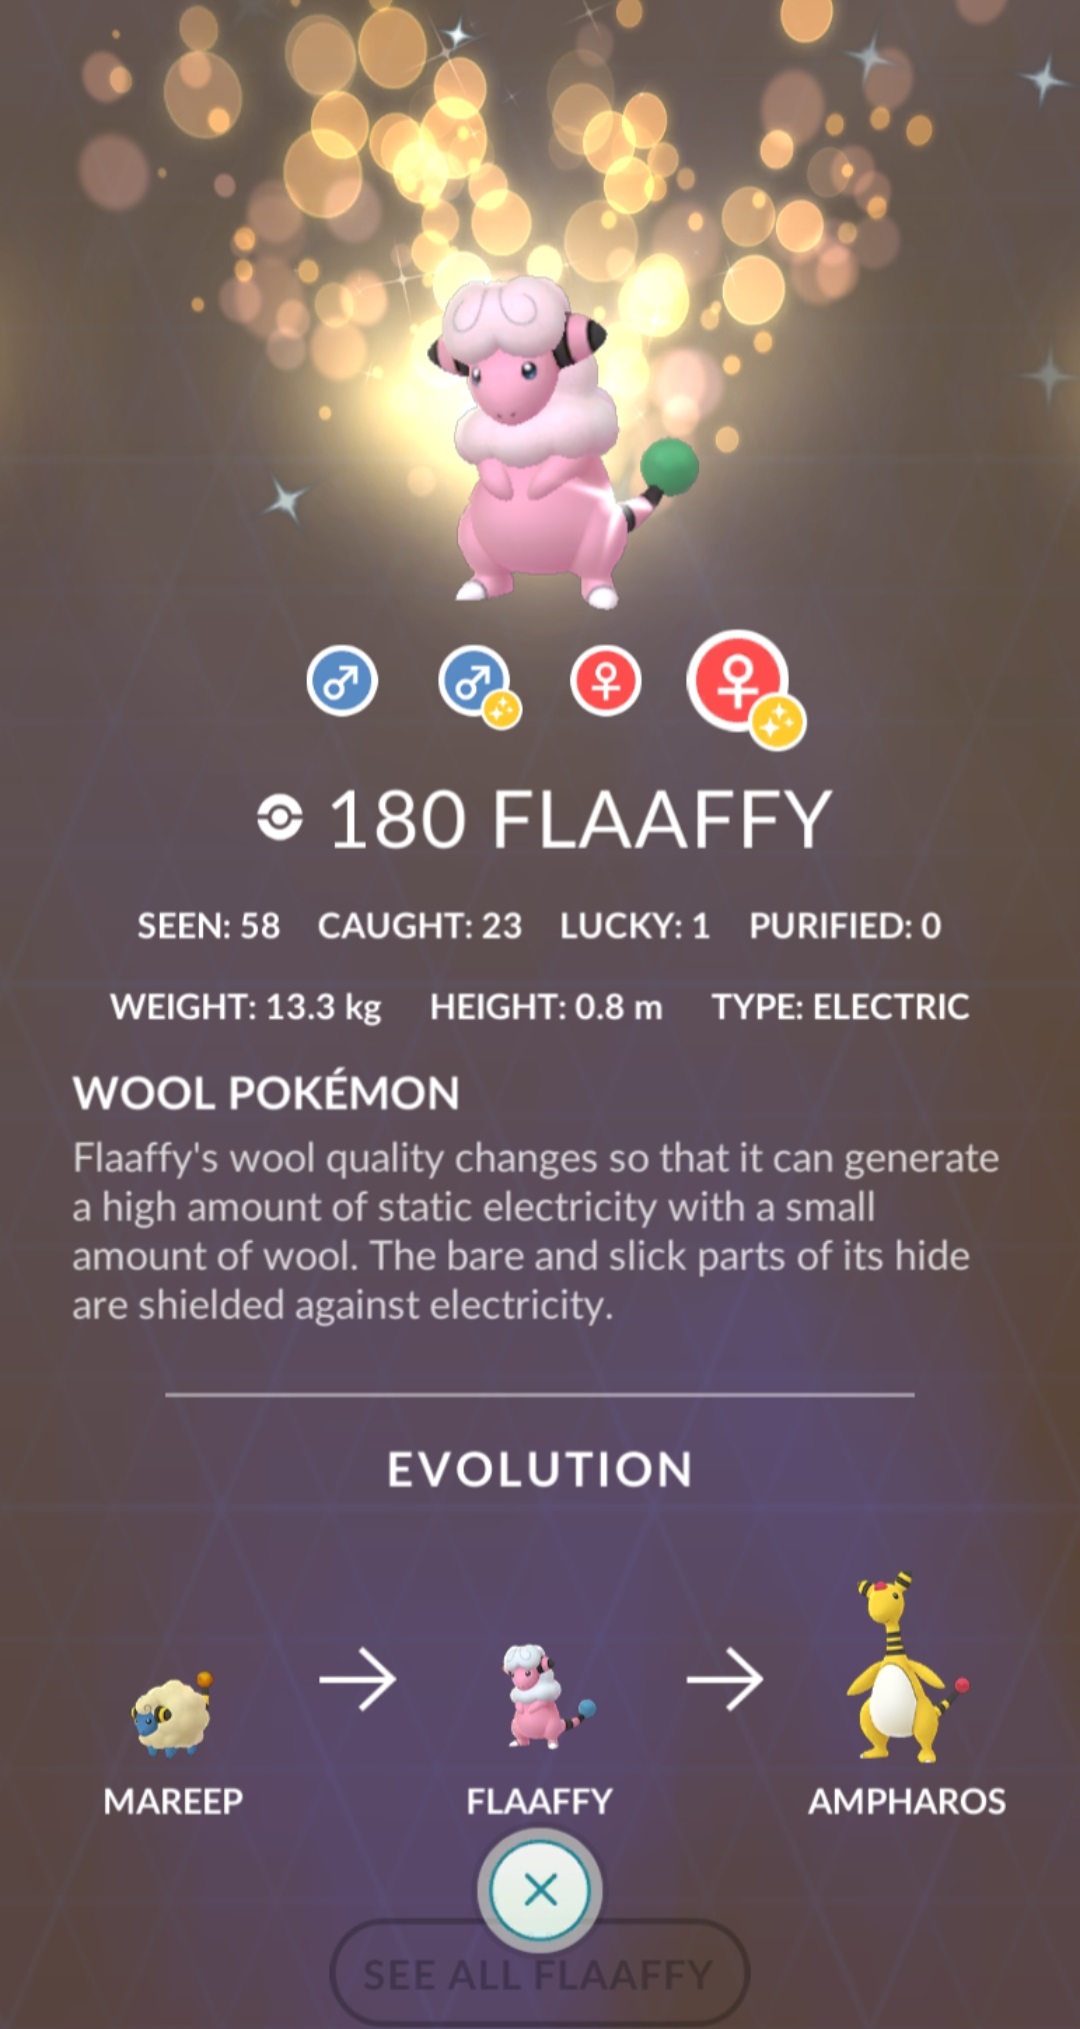 180 FLAAFFY
SEEN: 58 CAUGHT: 23 LUCKY: 1 PURIFIED: 0
WEIGHT: 13.3 kg HEIGHT: 0.8 m TYPE: ELECTRIC
WOOL POKÉMON
Flaaffy's wool quality changes so that it can generate
a high amount of static electricity with a small
amount of wool. The bare and slick parts of its hide
are shielded against electricity.
EVOLUTION
MAREEP FLAAFFY AMPHAROS
SEE ALL FLAAFFY